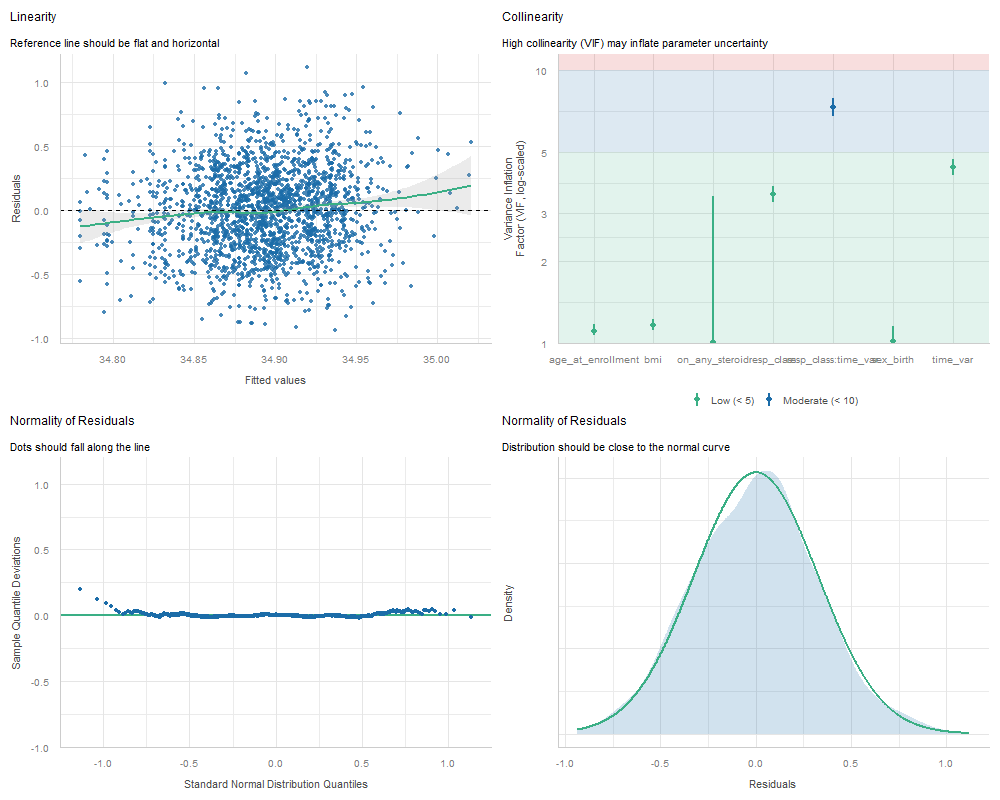 Linearity
Reference line should be flat and horizontal
1.0
0.5
0.0
-0.5
-1.0
Residuals
34.80 34.85 34.90 34.95 35.00
Fitted values
Collinearity
High collinearity (VIF) may inflate parameter uncertainty
10
5
3
2
1
Variance Inflation
Factor (VIF, log-scaled)
age_at_enrollment bmi on_any_steroid resp_class resp_class:time_var sex_birth time_var
Low (< 5) Moderate (< 10)
Normality of Residuals
Dots should fall along the line
1.0
0.5
0.0
-0.5
-1.0
Sample Quantile Deviations
-1.0 -0.5 0.0 0.5 1.0
Standard Normal Distribution Quantiles
Normality of Residuals
Distribution should be close to the normal curve
Density
-1.0 -0.5 0.0 0.5 1.0
Residuals